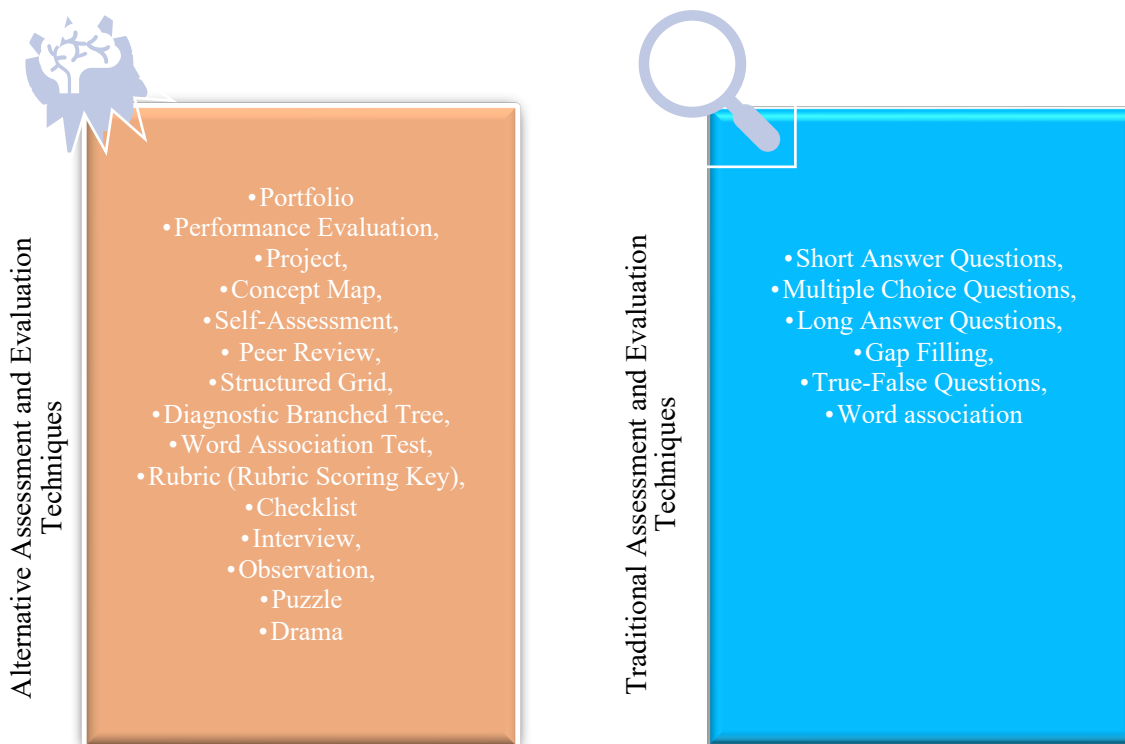 Alternative Assessment and Evaluation
Techniques
•Portfolio
•Performance Evaluation,
•Project,
•Concept Map,
•Self-Assessment,
• Peer Review,
•Structured Grid,
•Diagnostic Branched Tree,
•Word Association Test,
•Rubric (Rubric Scoring Key),
•Checklist
•Interview,
•Observation,
•Puzzle
•Drama
Traditional Assessment and Evaluation
Techniques
•Short Answer Questions,
•Multiple Choice Questions,
•Long Answer Questions,
•Gap Filling,
•True-False Questions,
•Word association